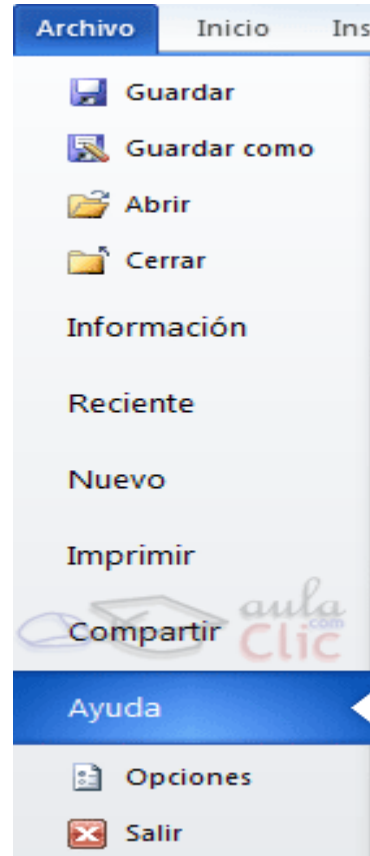 Archivo Inicio Ins
Guardar
Guardar como
Abrir
Cerrar
Información
Reciente
Nuevo
Imprimir
aula
.com
Compartir Clic
Ayuda
Opciones
Salir